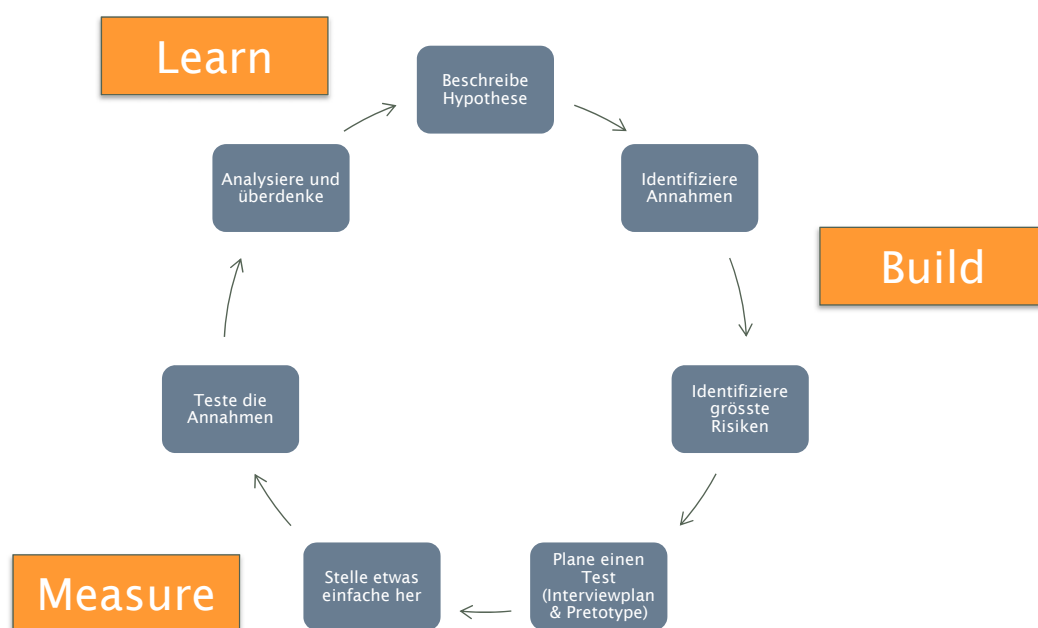 Learn
Beschreibe
Hypothese
Analysiere und
überdenke
Identifiziere
Annahmen
Build
Teste die
Annahmen
Identifiziere
grösste
Risiken
Measure
Stelle etwas
einfache her
Plane einen
Test
(Interviewplan
& Pretotype)